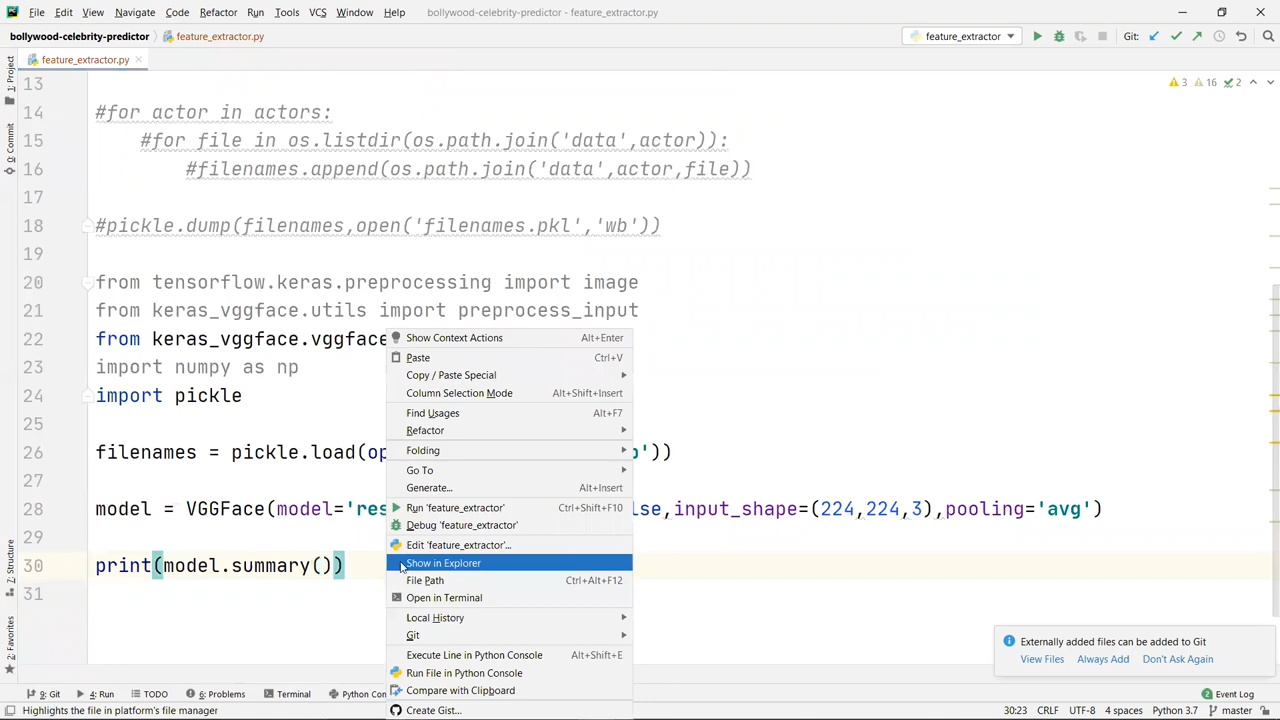 File Edit View Navigate Code Refactor Run Tools VCS Window Help bollywood-celebrity-predictor - feature_extractor.py
bollywood-celebrity-predictor feature_extractor.py feature_extractor Git:
1: Project
feature_extractor.py
3 16 2
0: Commit
13
14 #for actor in actors:
15 #for file in os.listdir(os.path.join('data',actor)):
16 #filenames.append(os.path.join('data',actor,file))
17
18 #pickle.dump(filenames,open('filenames.pkl','wb'))
19
20 from tensorflow.keras.preprocessing import image
21 from keras_vggface.utils import preprocess_input
22 from keras_vggface.vggface
23 import numpy as np
24 import pickle
25
26 filenames = pickle.load(op b'))
27
28 model = VGGFace(model='res lse,input_shape=(224,224,3),pooling='avg')
29
30 print(model.summary())
31
Show Context Actions Alt+Enter
Paste Ctrl+V
Copy / Paste Special
Column Selection Mode Alt+Shift+Insert
Find Usages Alt+F7
Refactor
Folding
Go To
Generate... Alt+Insert
Run 'feature_extractor' Ctrl+Shift+F10
Debug 'feature_extractor'
Edit 'feature_extractor'...
Show in Explorer
File Path Ctrl+Alt+F12
Open in Terminal
Local History
Git
Execute Line in Python Console Alt+Shift+E
Run File in Python Console
Compare with Clipboard
Create Gist...
7: Structure
2: Favorites
Externally added files can be added to Git
View Files Always Add Don't Ask Again
9: Git 4: Run TODO 6: Problems Terminal Python Con 2 Event Log
Highlights the file in platform's file manager 30:23 CRLF UTF-8 4 spaces Python 3.7 master